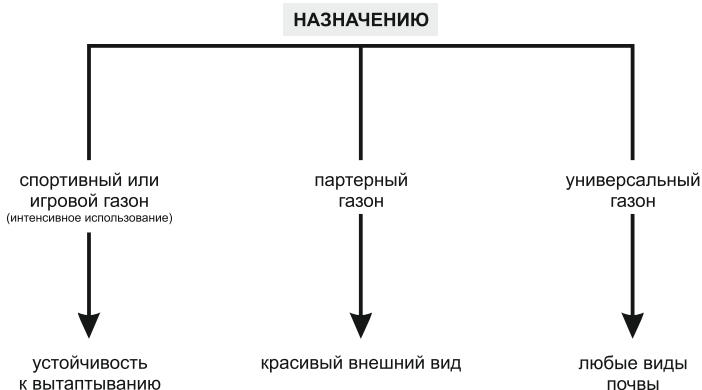 НАЗНАЧЕНИЮ
спортивный или
игровой газон
(интенсивное использование)
партерный
газон
универсальный
газон
устойчивость
к вытаптыванию
красивый внешний вид
любые виды
почвы